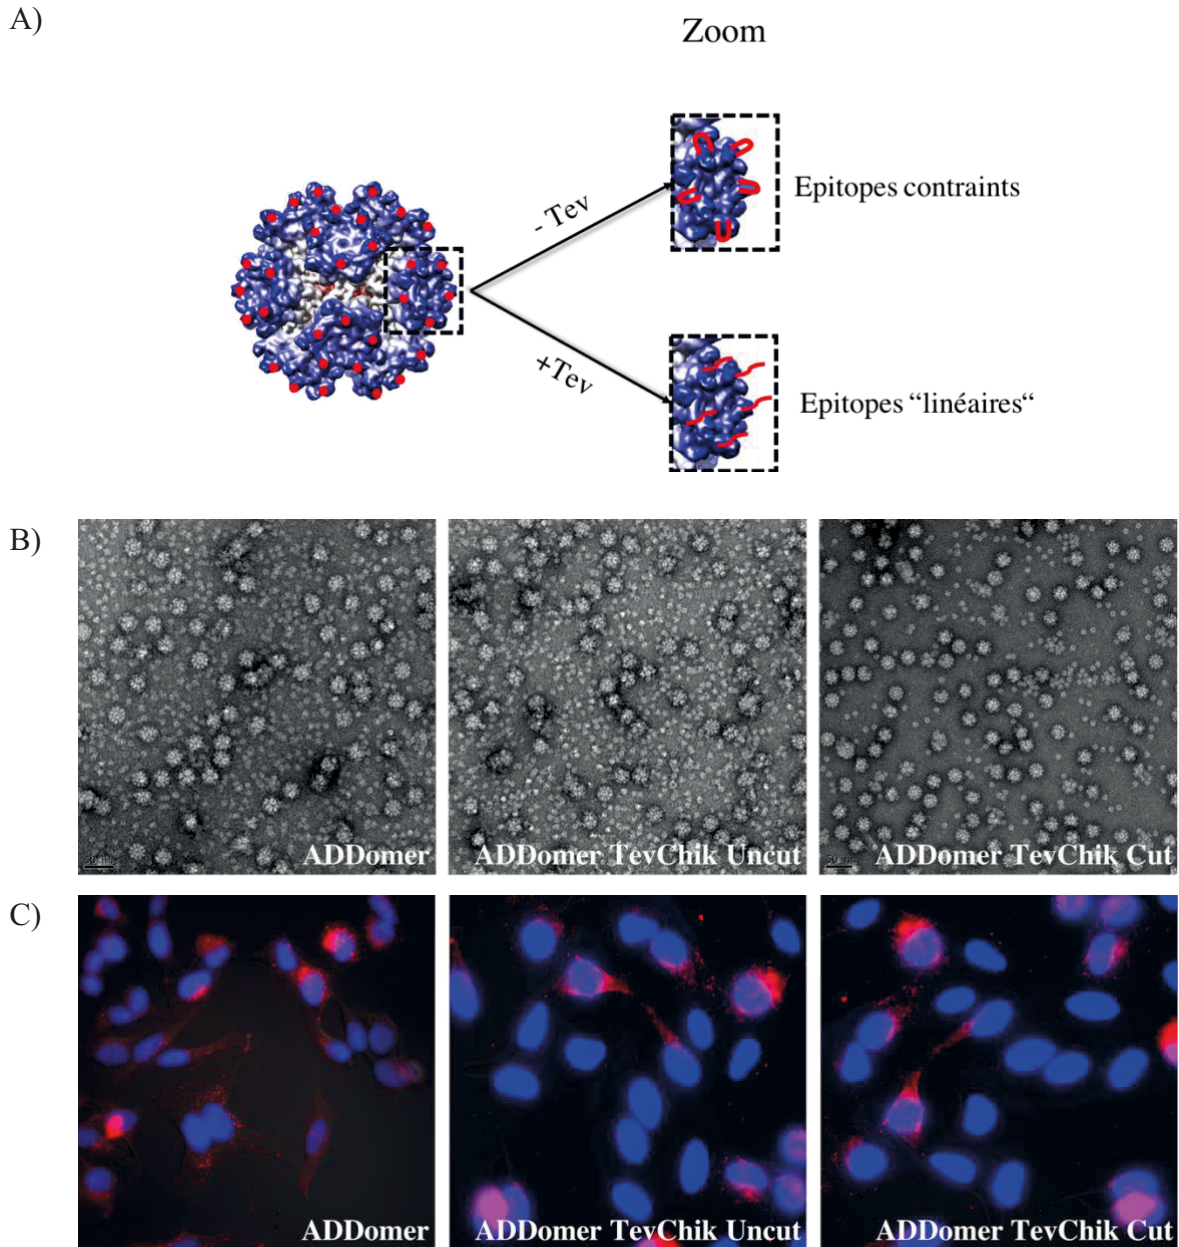 A)
Zoom
- Tev
Epitopes contraints
+Tev
Epitopes “linéaires“
B)
ADDomer
ADDomer TevChik Uncut
ADDomer TevChik Cut
C)
ADDomer
ADDomer TevChik Uncut
ADDomer TevChik Cut